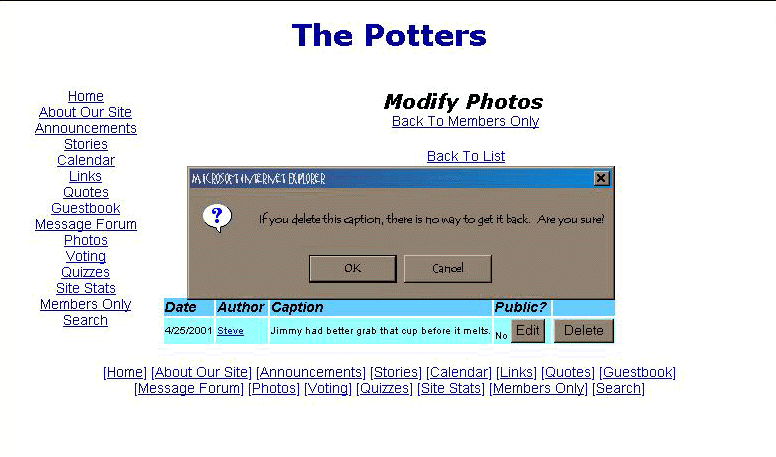 The Potters
Home
About Our Site
Announcements
Stories
Calendar
Links
Quotes
Guestbook
Message Forum
Photos
Voting
Quizzes
Site Stats
Members Only
Search
Modify Photos
Back To Members Only
Back To List
MICROSOFT INTERNET EXPLORER
?
If you delete this caption, there is no way to get it back. Are you sure?
OK Cancel
Date Author Caption Public?
4/25/2001 Steve Jimmy had better grab that cup before it melts. No Edit Delete
[Home] [About Our Site] [Announcements] [Stories] [Calendar] [Links] [Quotes] [Guestbook]
[Message Forum] [Photos] [Voting] [Quizzes] [Site Stats] [Members Only] [Search]